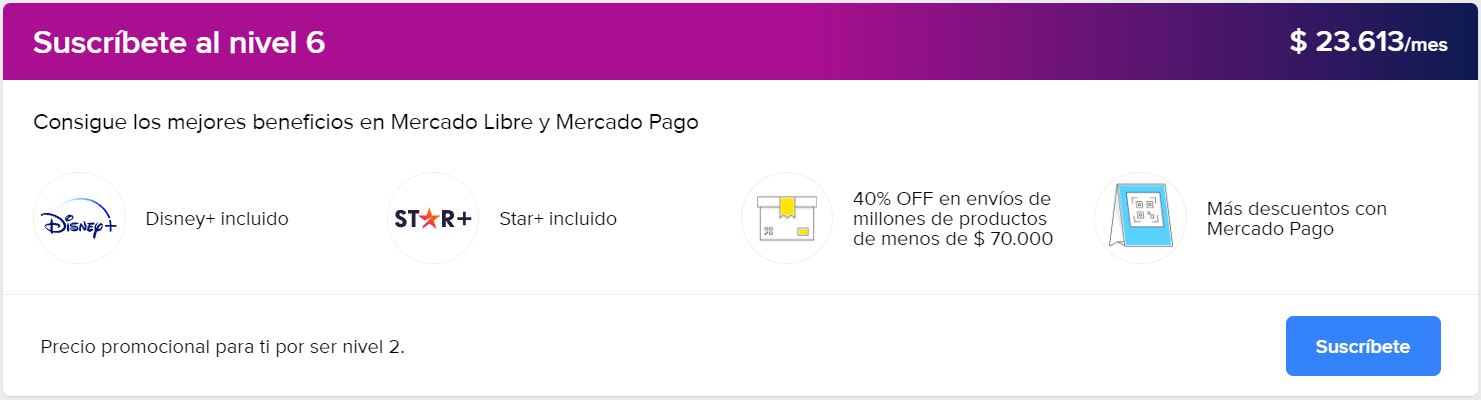 Suscríbete al nivel 6
$ 23.613/mes
Consigue los mejores beneficios en Mercado Libre y Mercado Pago
Disney+
Disney+ incluido
STAR+
Star+ incluido
40% OFF en envíos de
millones de productos
de menos de $ 70.000
Más descuentos con
Mercado Pago
Precio promocional para ti por ser nivel 2.
Suscríbete